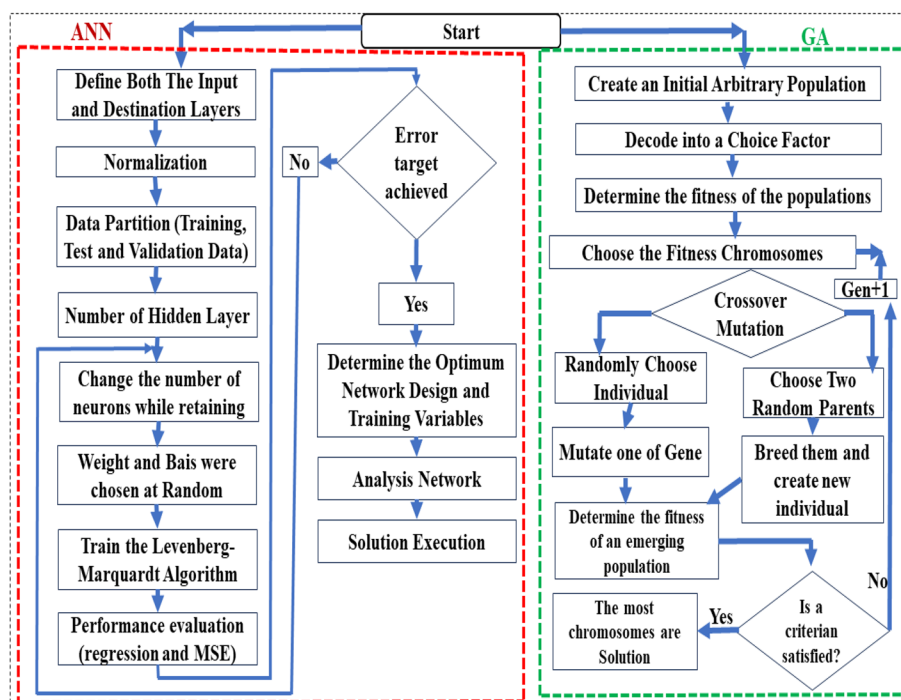 Start
ANN
Define Both The Input
and Destination Layers
Normalization
Data Partition (Training,
Test and Validation Data)
Number of Hidden Layer
Change the number of
neurons while retaining
Weight and Bais were
chosen at Random
Train the Levenberg-
Marquardt Algorithm
Performance evaluation
(regression and MSE)
Error
target
achieved
No
Yes
Determine the Optimum
Network Design and
Training Variables
Analysis Network
Solution Execution
GA
Create an Initial Arbitrary Population
Decode into a Choice Factor
Determine the fitness of the populations
Choose the Fitness Chromosomes
Gen+1
Crossover
Mutation
Randomly Choose
Individual
Mutate one of Gene
Choose Two
Random Parents
Breed them and
create new
individual
Determine the fitness
of an emerging
population
Is a
criterian
satisfied?
No
Yes
The most
chromosomes are
Solution